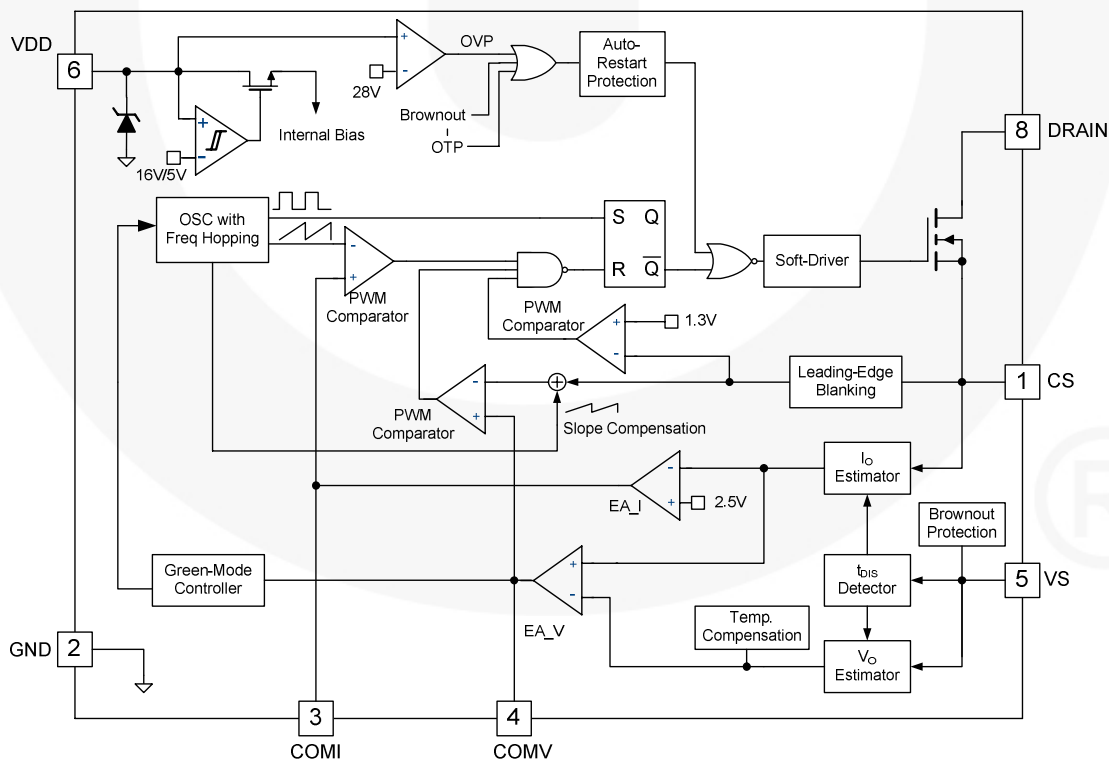 VDD
6
OVP
28V
Auto-
Restart
Protection
Brownout
OTP
Internal Bias
16V/5V
8
DRAIN
OSC with
Freq Hopping
PWM
Comparator
S Q
R Q
Soft-Driver
PWM
Comparator
1.3V
Leading-Edge
Blanking
1
CS
PWM
Comparator
Slope Compensation
IO
Estimator
EA_I
2.5V
Brownout
Protection
Green-Mode
Controller
tDIS
Detector
5
VS
EA_V
Temp.
Compensation
VO
Estimator
GND
2
3
COMI
4
COMV
®